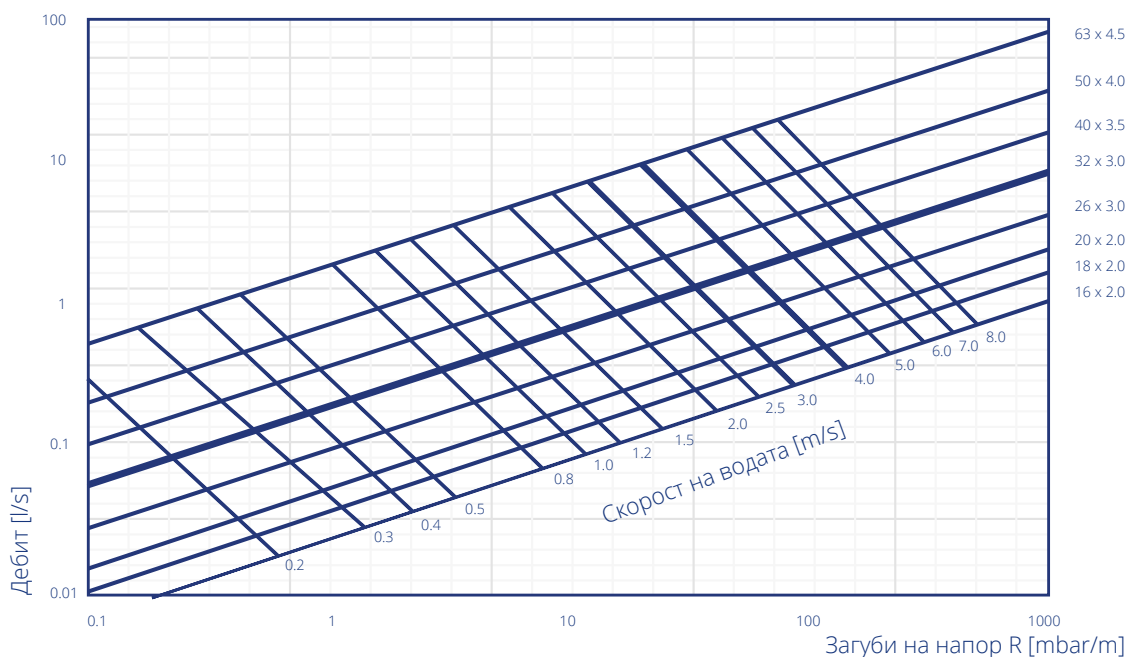 100
10
1
0.1
0.01
Дебит [l/s]
63 x 4.5
50 x 4.0
40 x 3.5
32 x 3.0
26 x 3.0
20 x 2.0
18 x 2.0
16 x 2.0
8.0
7.0
6.0
5.0
4.0
3.0
2.5
2.0
1.5
1.2
1.0
0.8
0.5
0.4
0.3
0.2
Скорост на водата [m/s]
0.1 1 10 100 1000
Загуби на напор R [mbar/m]